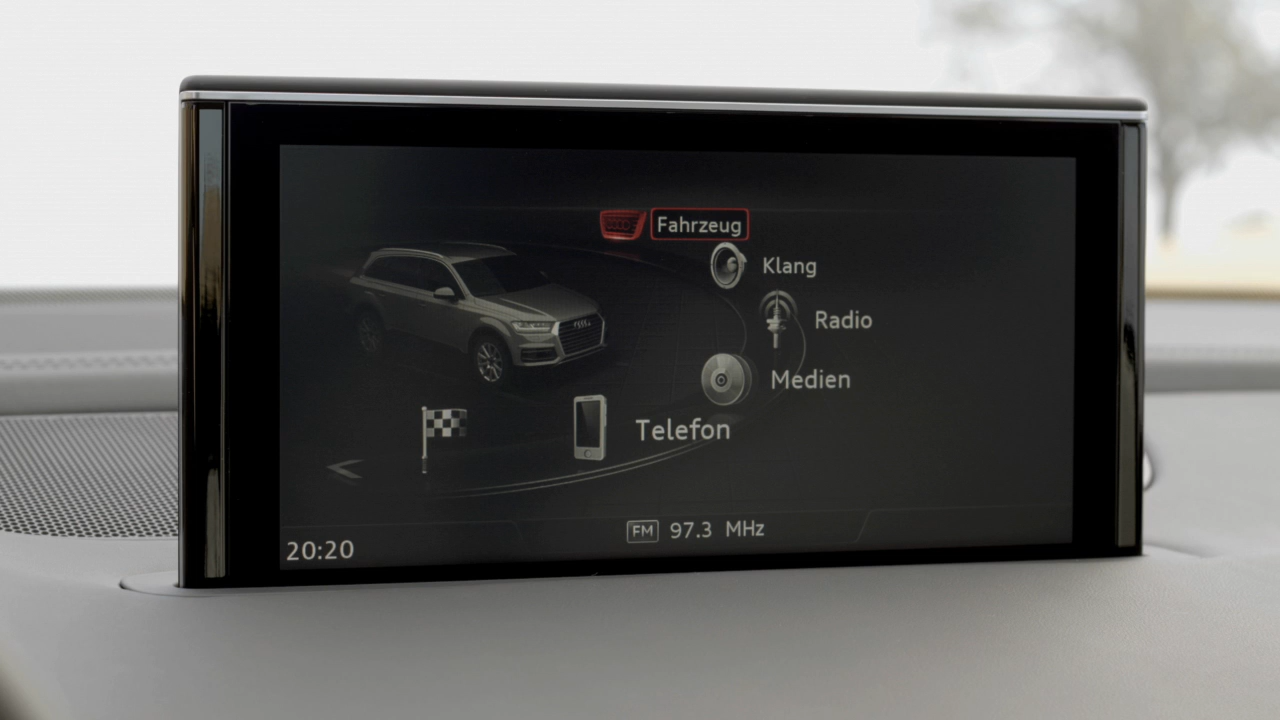 Fahrzeug
Klang
Radio
Medien
Telefon
FM 97.3 MHz
20:20